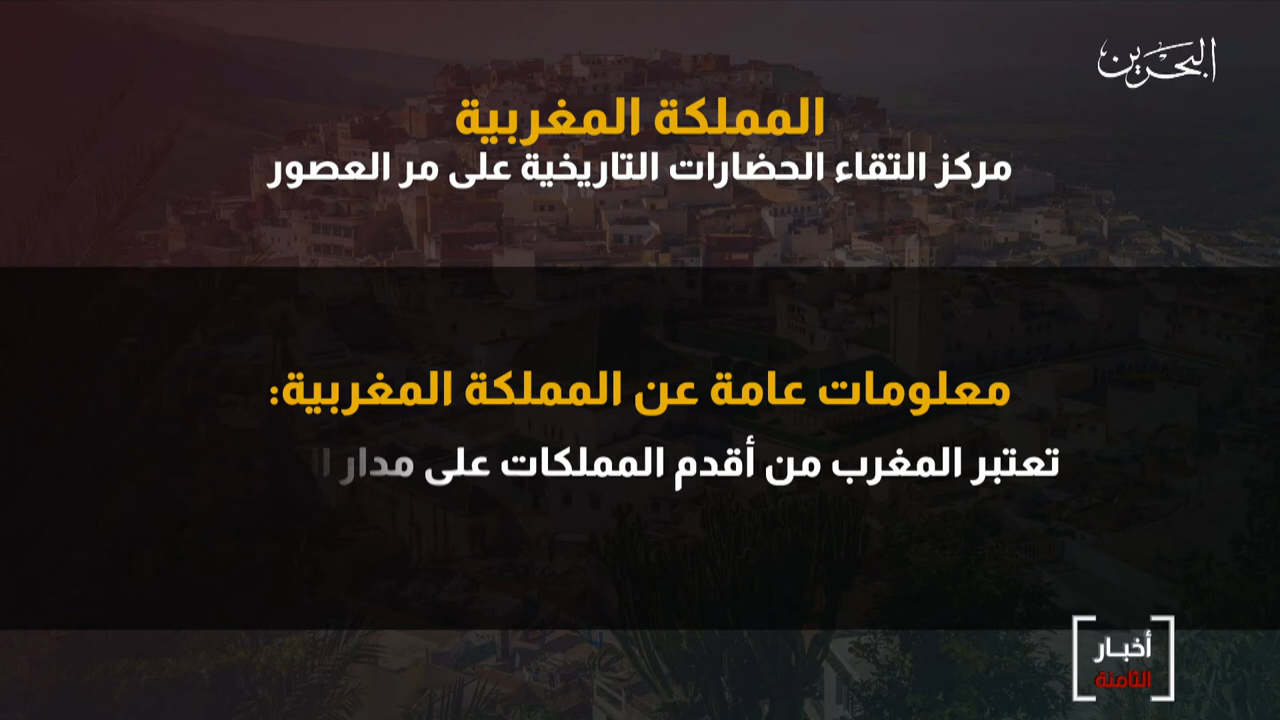 البحرين
المملكة المغربية
مركز التقاء الحضارات التاريخية على مر العصور
معلومات عامة عن المملكة المغربية:
تعتبر المغرب من أقدم المملكات على مدار
أخبار
الثامنة